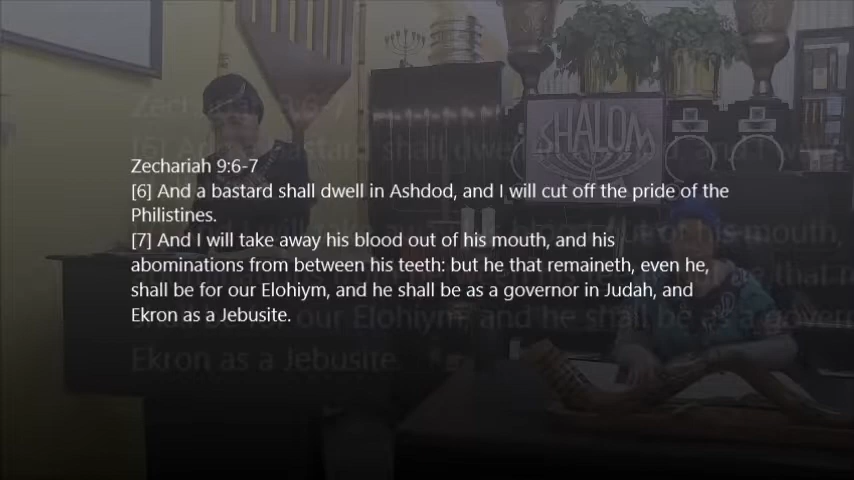 SHALOM
Zechariah 9:6-7
[6] And a bastard shall dwell in Ashdod, and I will cut off the pride of the
Philistines.
[7] And I will take away his blood out of his mouth, and his
abominations from between his teeth: but he that remaineth, even he,
shall be for our Elohiym, and he shall be as a governor in Judah, and
Ekron as a Jebusite.